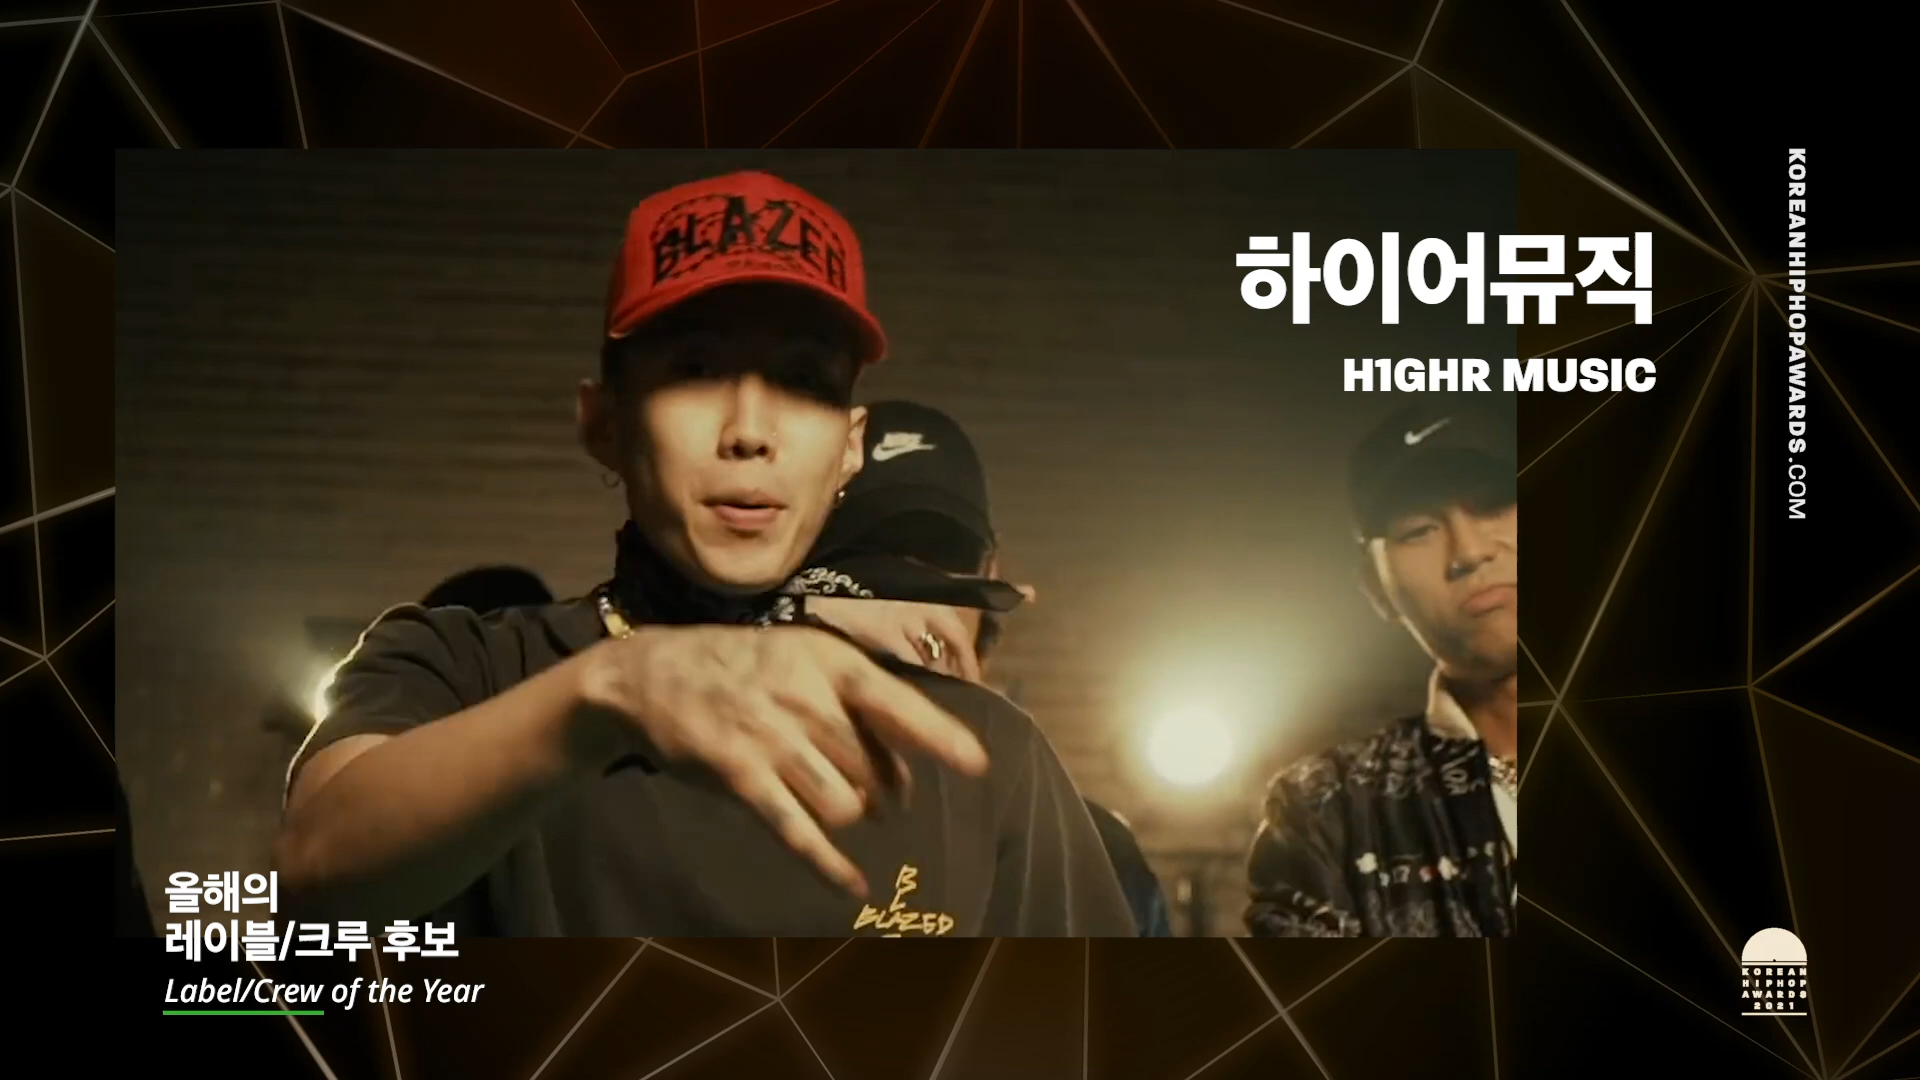 BLAZED
하이어뮤직
H1GHR MUSIC
KOREANHIPHOPAWARDS.COM
B
L
BLAZED
올해의
레이블/크루 후보
Label/Crew of the Year
KOREAN
HIPHOP
AWARDS
2021